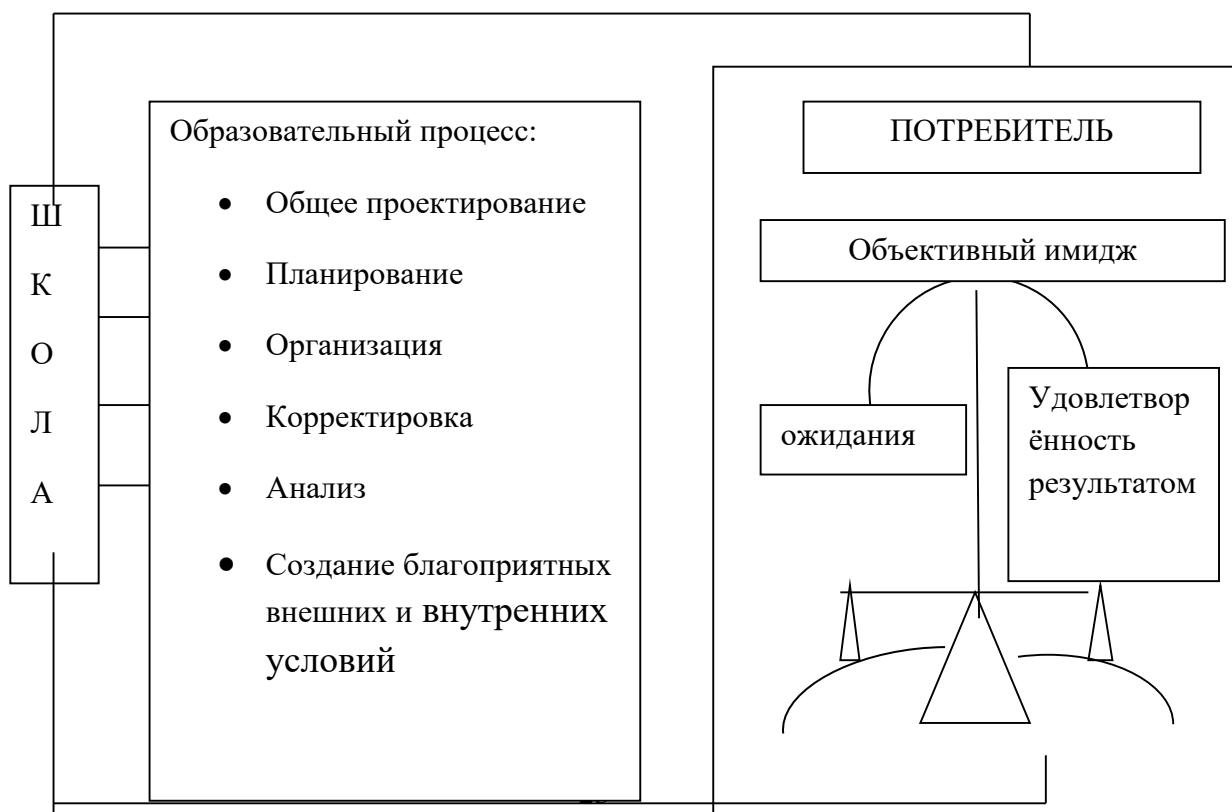 Ш
К
О
Л
А
Образовательный процесс:
• Общее проектирование
• Планирование
• Организация
• Корректировка
• Анализ
• Создание благоприятных
внешних и внутренних
условий
ПОТРЕБИТЕЛЬ
Объективный имидж
ожидания
Удовлетвор
ённость
результатом